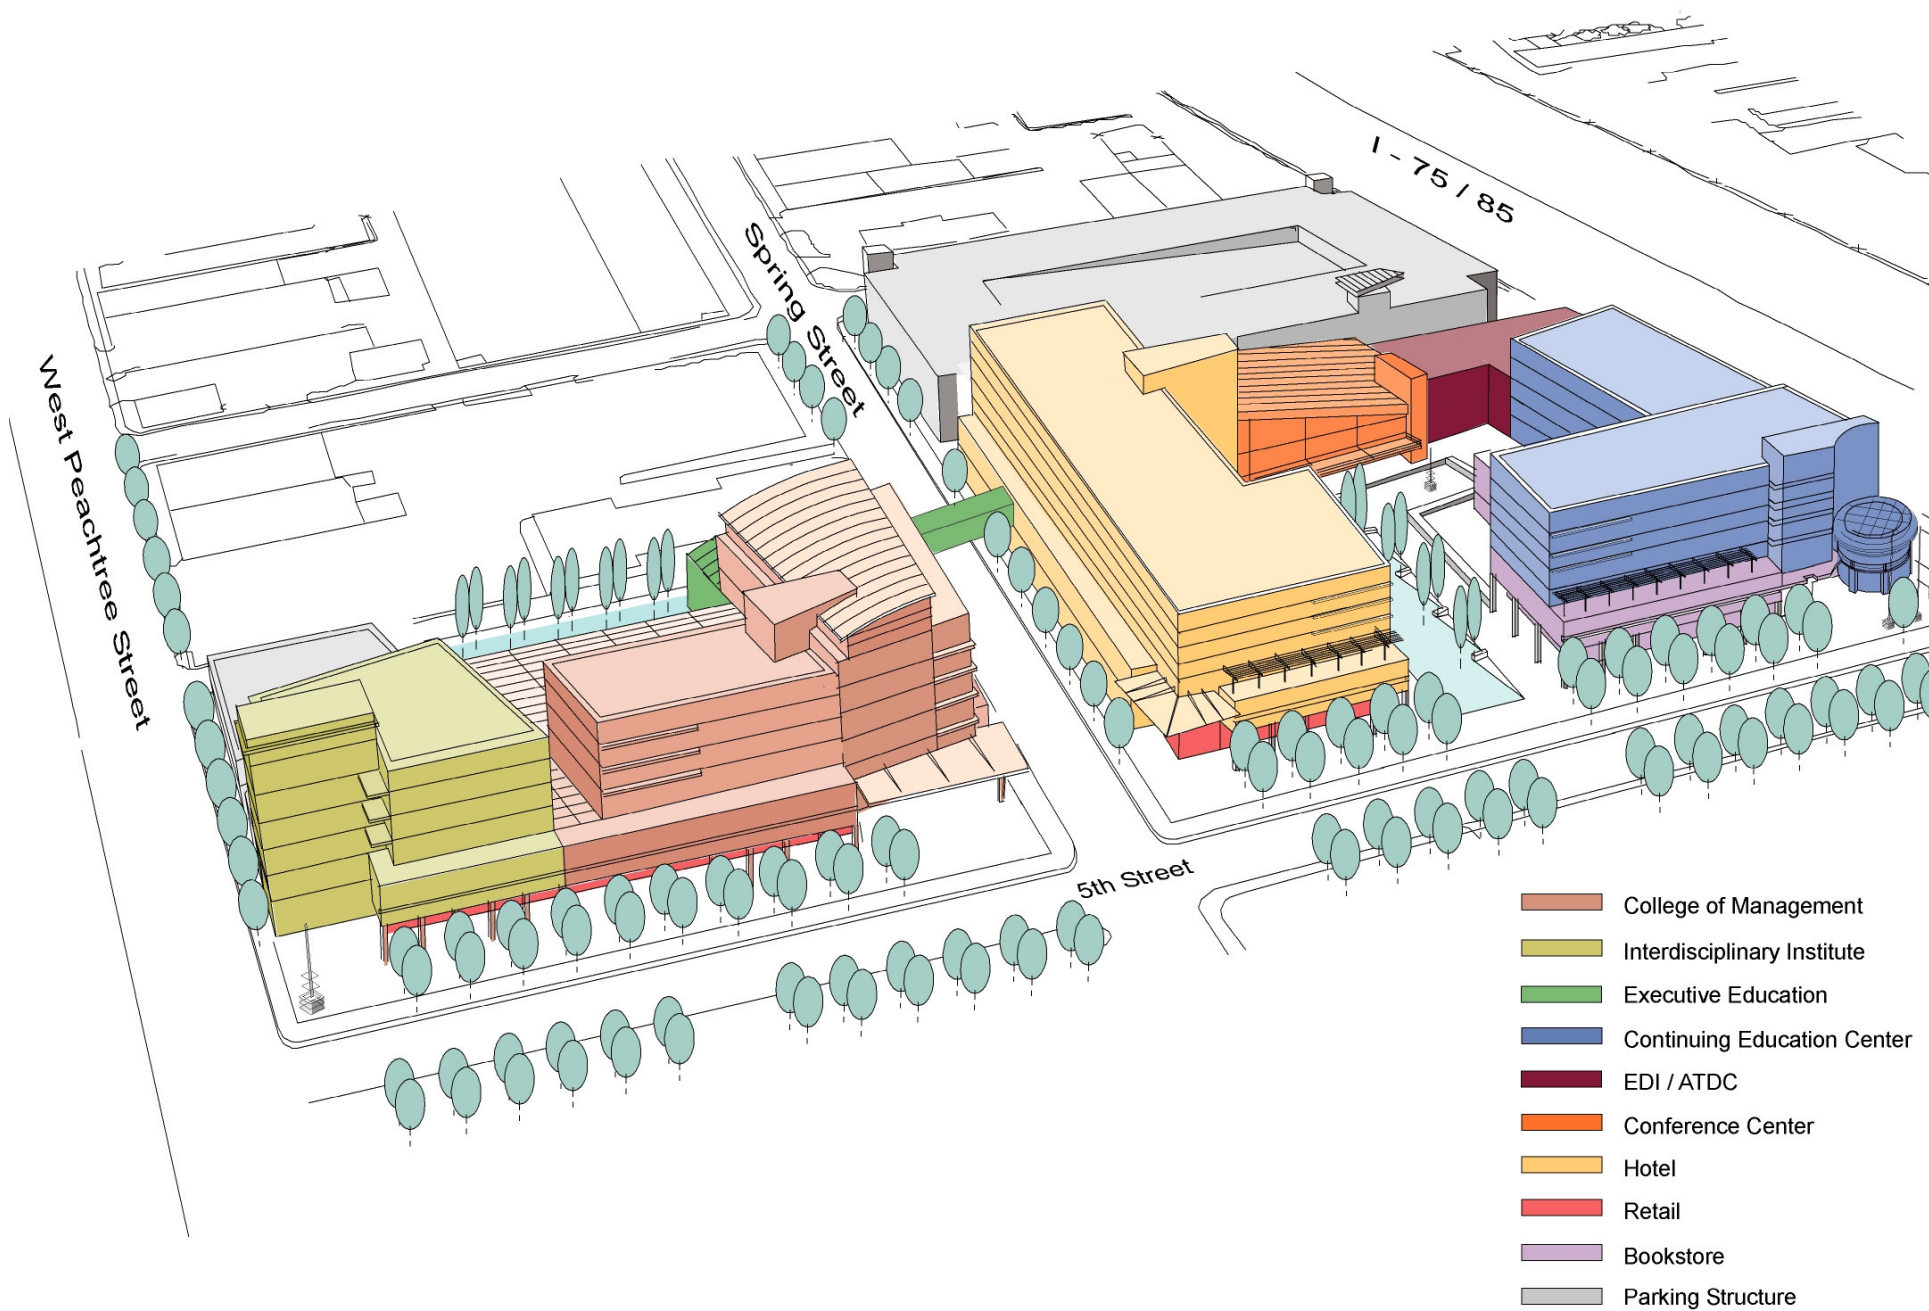 I - 75 / 85
Spring Street
West Peachtree Street
5th Street
College of Management
Interdisciplinary Institute
Executive Education
Continuing Education Center
EDI / ATDC
Conference Center
Hotel
Retail
Bookstore
Parking Structure